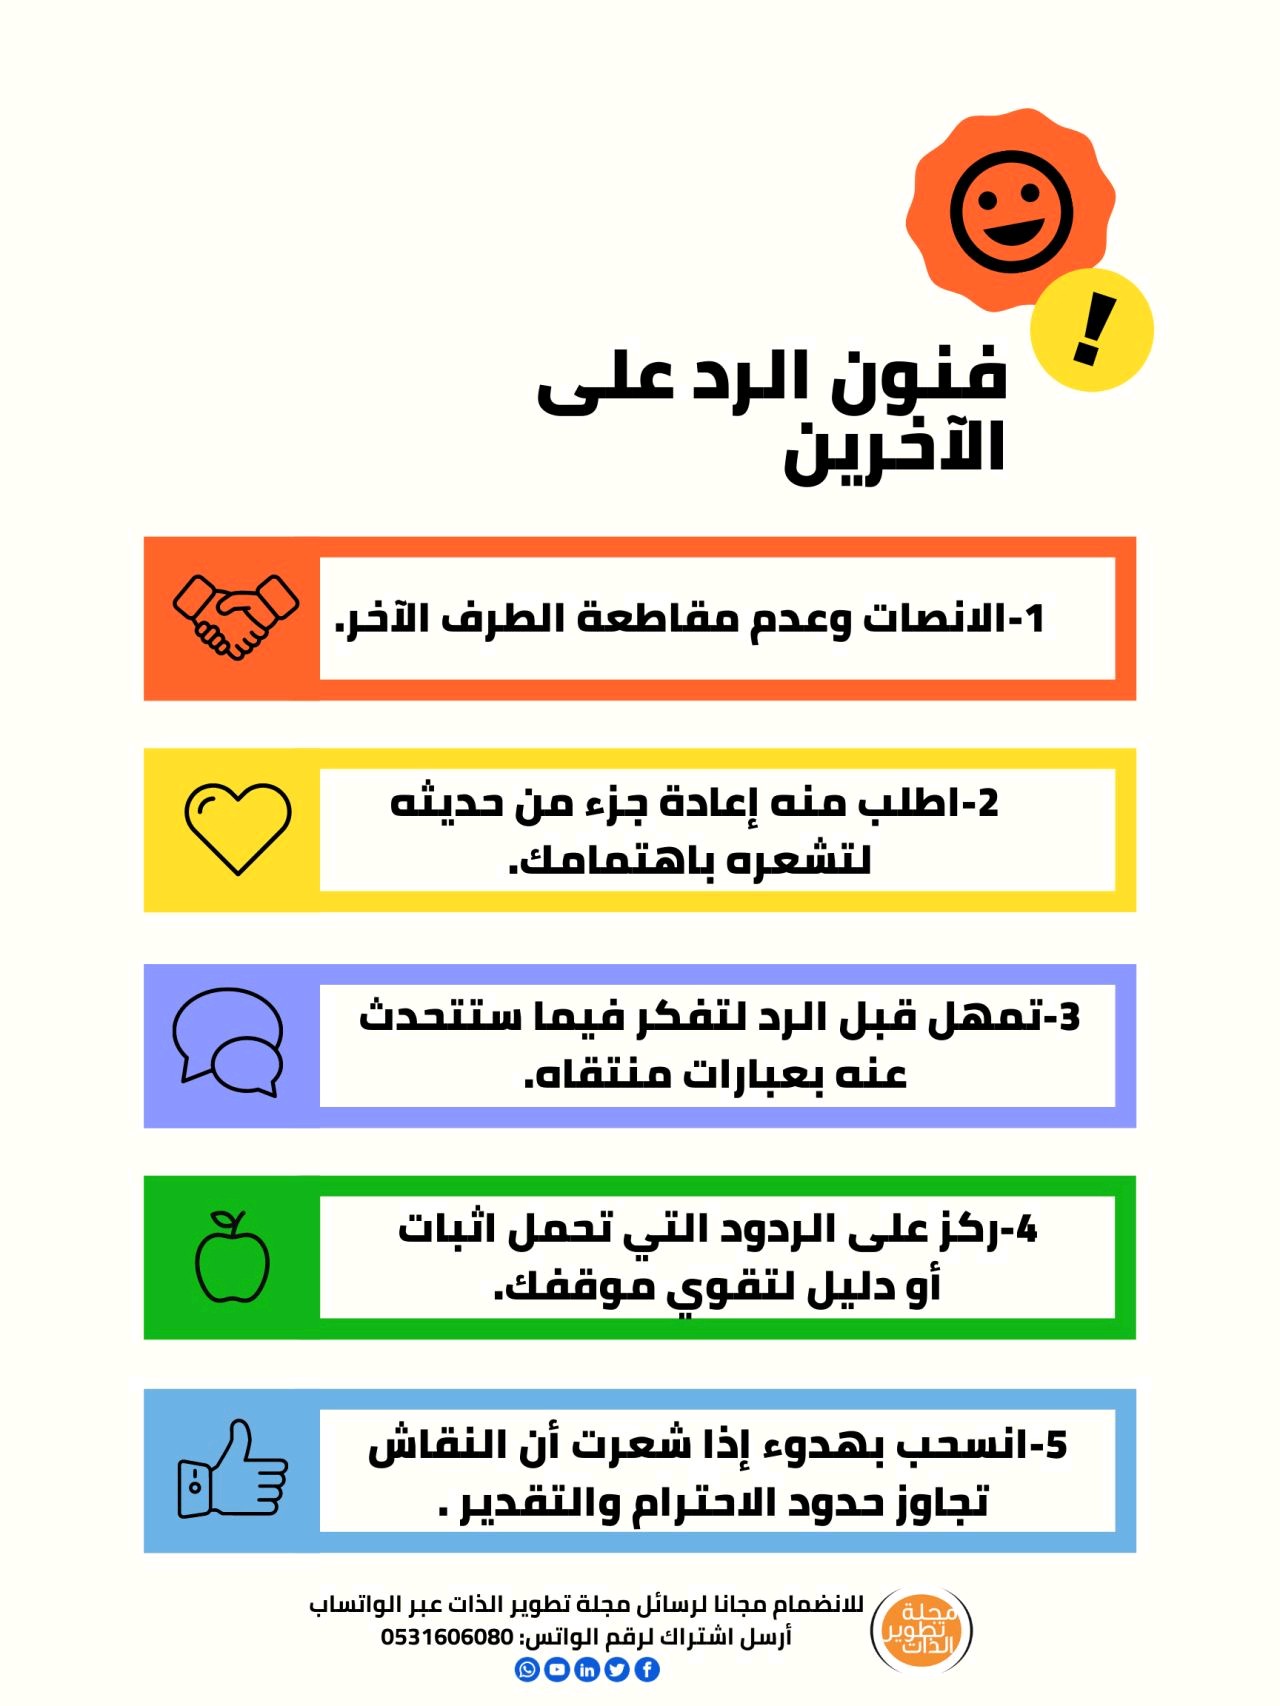 !
فنون الرد على
الآخرين
1-الانصات وعدم مقاطعة الطرف الآخر.
2-اطلب منه إعادة جزء من حديثه
لتشعره باهتمامك.
3-تمهل قبل الرد لتفكر فيما ستتحدث
عنه بعبارات منتقاه.
4-ركز على الردود التي تحمل اثبات
أو دليل لتقوي موقفك.
5-انسحب بهدوء إذا شعرت أن النقاش
تجاوز حدود الاحترام والتقدير .
للانضمام مجانا لرسائل مجلة تطوير الذات عبر الواتساب
أرسل اشتراك لرقم الواتس: 0531606080
مجلة
تطوير
الذات